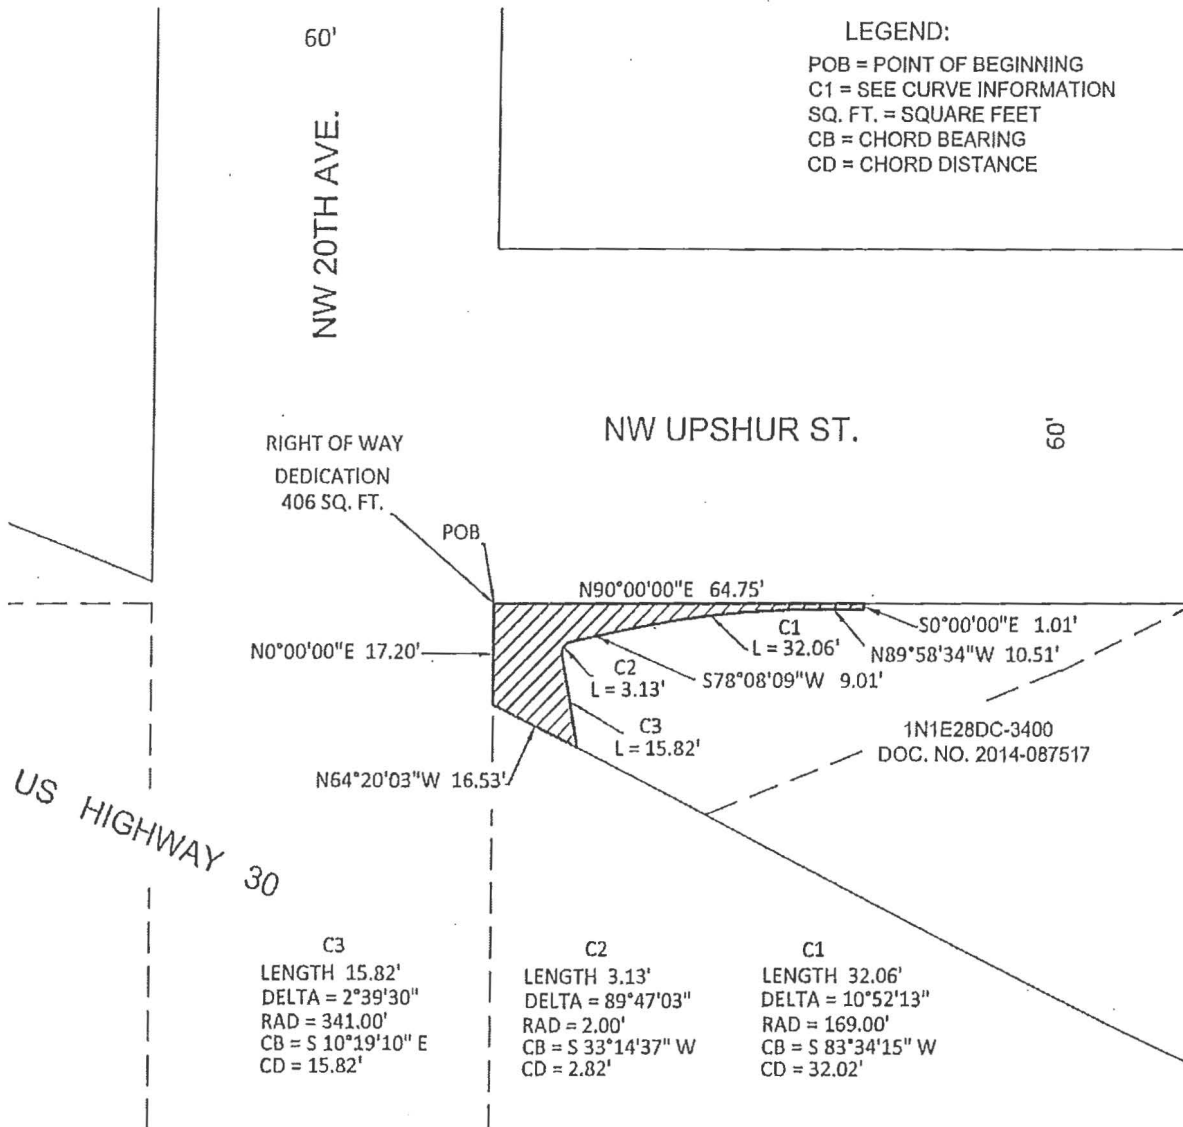 60'
LEGEND:
POB = POINT OF BEGINNING
C1 = SEE CURVE INFORMATION
SQ. FT. = SQUARE FEET
CB = CHORD BEARING
CD = CHORD DISTANCE
NW 20TH AVE.
NW UPSHUR ST.
60'
RIGHT OF WAY
DEDICATION
406 SQ. FT.
POB
N90°00'00"E 64.75'
S0°00'00"E 1.01'
C1
L = 32.06'
N89°58'34"W 10.51'
N0°00'00"E 17.20'
C2
L = 3.13'
S78°08'09"W 9.01'
C3
L = 15.82'
1N1E28DC-3400
DOC. NO. 2014-087517
N64°20'03"W 16.53'
US HIGHWAY 30
C3
LENGTH 15.82'
DELTA = 2°39'30"
RAD = 341.00'
CB = S 10°19'10" E
CD = 15.82'
C2
LENGTH 3.13'
DELTA = 89°47'03"
RAD = 2.00'
CB = S 33°14'37" W
CD = 2.82'
C1
LENGTH 32.06'
DELTA = 10°52'13"
RAD = 169.00'
CB = S 83°34'15" W
CD = 32.02'